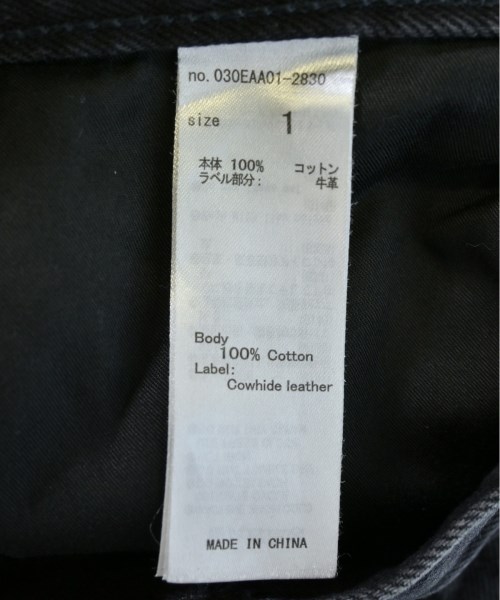 no. 030EAA01-2830
size 1
本体 100% コットン
ラベル部分: 牛革
Body
100% Cotton
Label:
Cowhide leather
MADE IN CHINA